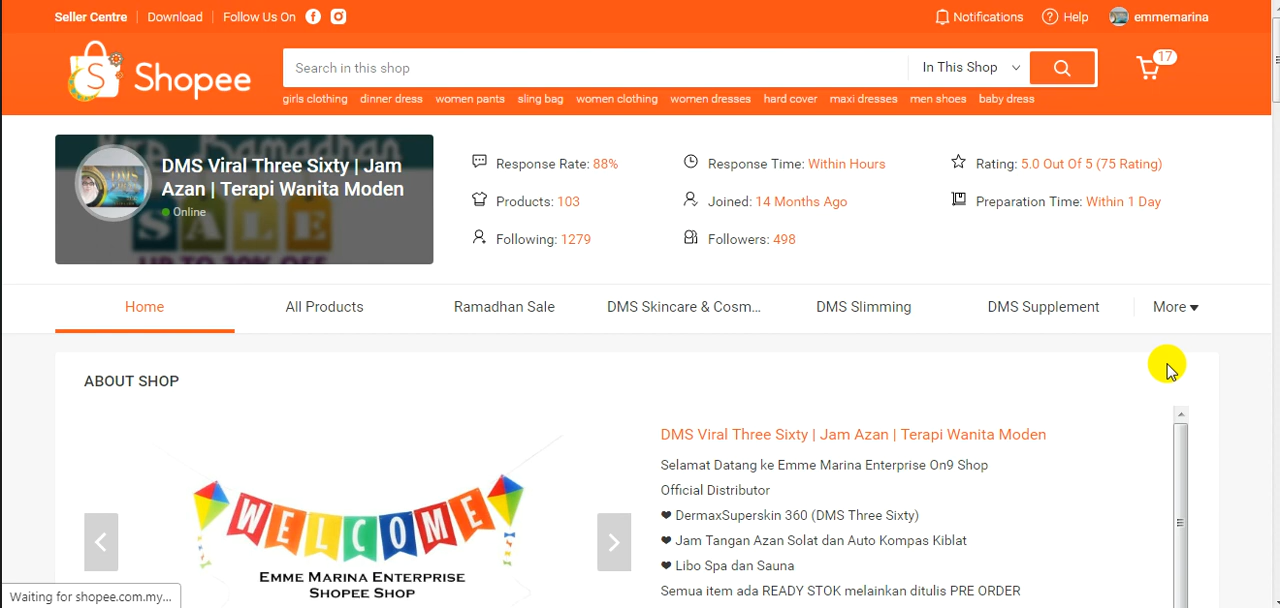 Seller Centre | Download | Follow Us On
Notifications Help emmemarina
S Shopee
Search in this shop
In This Shop
17
girls clothing dinner dress women pants sling bag women clothing women dresses hard cover maxi dresses men shoes baby dress
DMS Viral Three Sixty | Jam
Azan | Terapi Wanita Moden
Online
SALE
UP TO 30% OFF
Response Rate: 88%
Response Time: Within Hours
Rating: 5.0 Out Of 5 (75 Rating)
Products: 103
Joined: 14 Months Ago
Preparation Time: Within 1 Day
Following: 1279
Followers: 498
Home All Products Ramadhan Sale DMS Skincare & Cosm... DMS Slimming DMS Supplement More
ABOUT SHOP
WELCOME
EMME MARINA ENTERPRISE
SHOPEE SHOP
DMS Viral Three Sixty | Jam Azan | Terapi Wanita Moden
Selamat Datang ke Emme Marina Enterprise On9 Shop
Official Distributor
❤ DermaxSuperskin 360 (DMS Three Sixty)
❤ Jam Tangan Azan Solat dan Auto Kompas Kiblat
❤ Libo Spa dan Sauna
Semua item ada READY STOK melainkan ditulis PRE ORDER
Waiting for shopee.com.my...